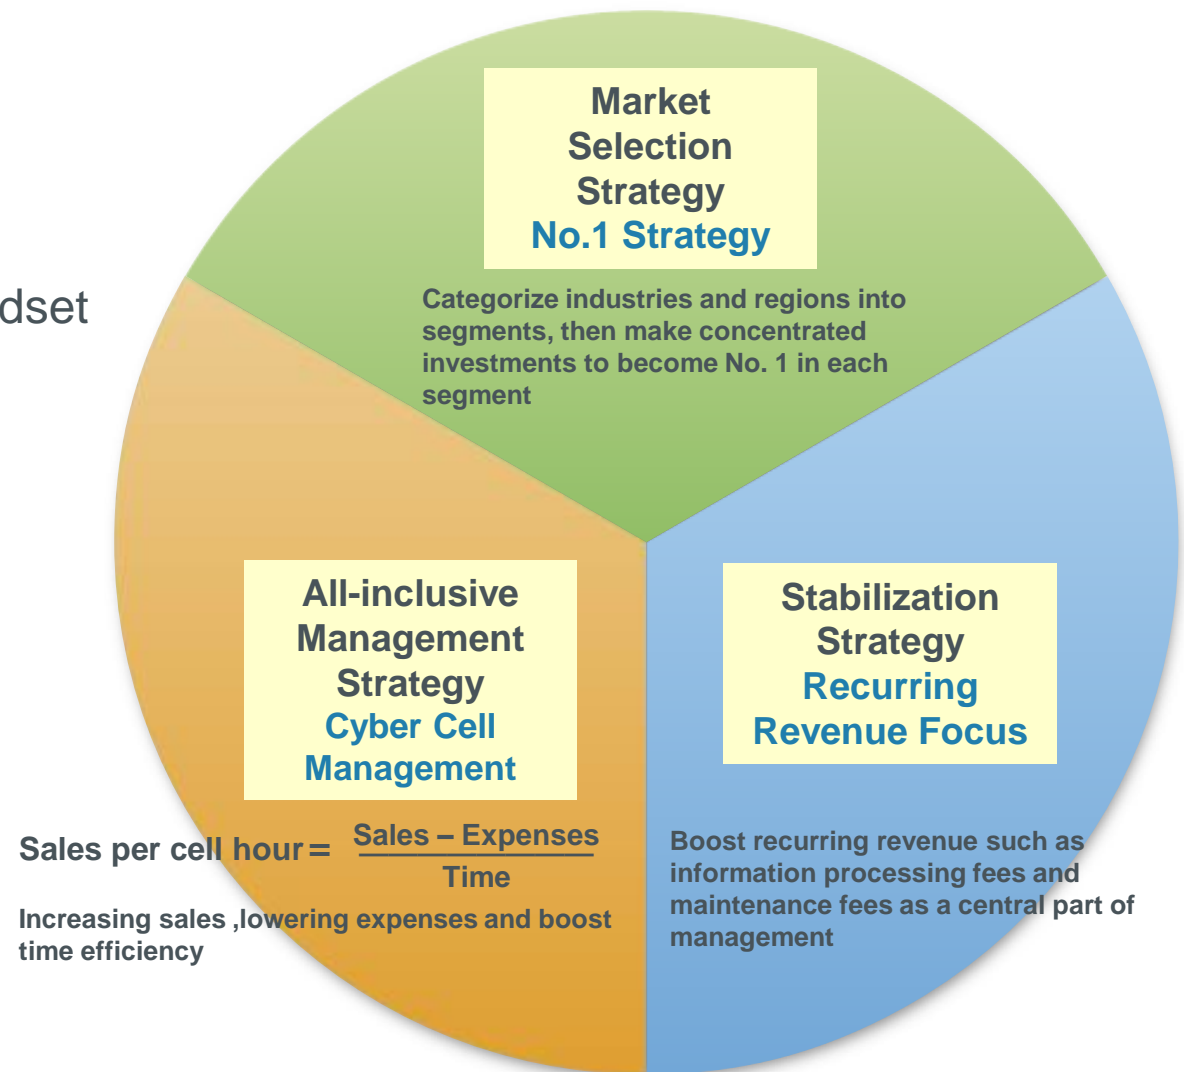 Market
Selection
Strategy
No.1 Strategy
Categorize industries and regions into
segments, then make concentrated
investments to become No. 1 in each
segment
dset
All-inclusive
Management
Strategy
Cyber Cell
Management
Sales per cell hour= Sales – Expenses
Time
Increasing sales ,lowering expenses and boost
time efficiency
Stabilization
Strategy
Recurring
Revenue Focus
Boost recurring revenue such as
information processing fees and
maintenance fees as a central part of
management